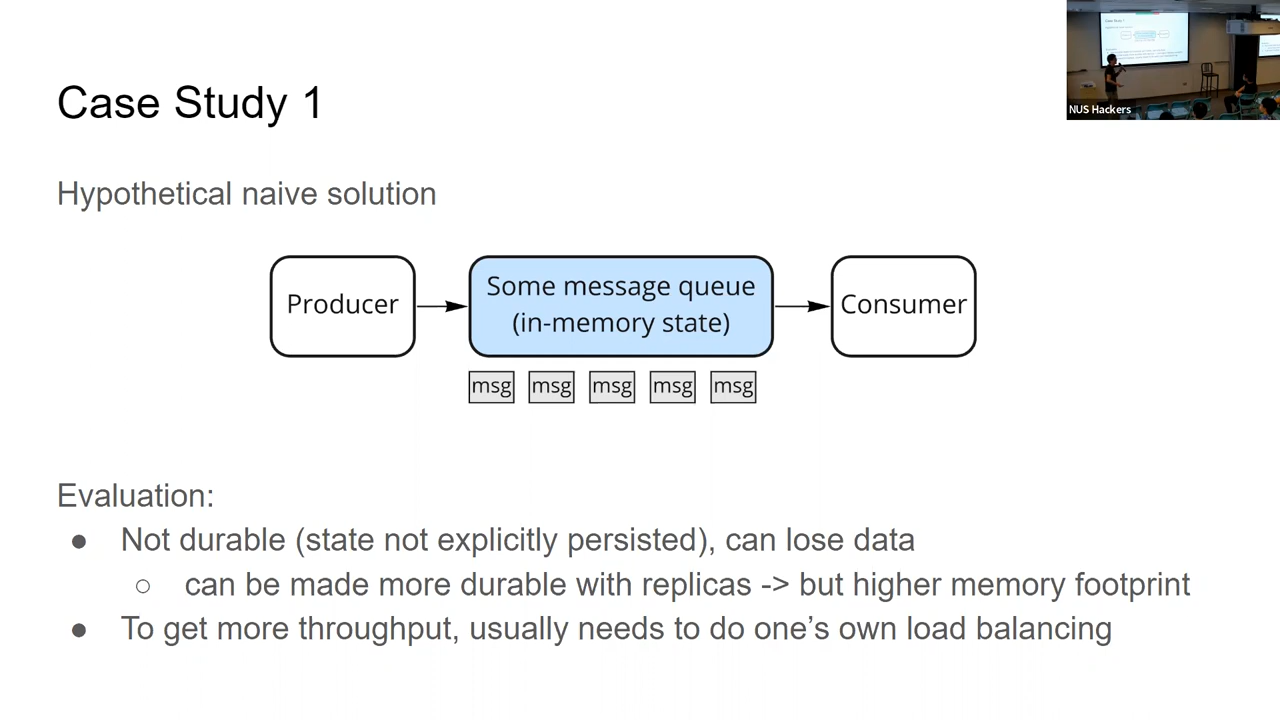 Case Study 1
NUS Hackers
Hypothetical naive solution
Producer
Some message queue
(in-memory state)
Consumer
msg msg msg msg msg
Evaluation:
● Not durable (state not explicitly persisted), can lose data
○ can be made more durable with replicas -> but higher memory footprint
● To get more throughput, usually needs to do one’s own load balancing